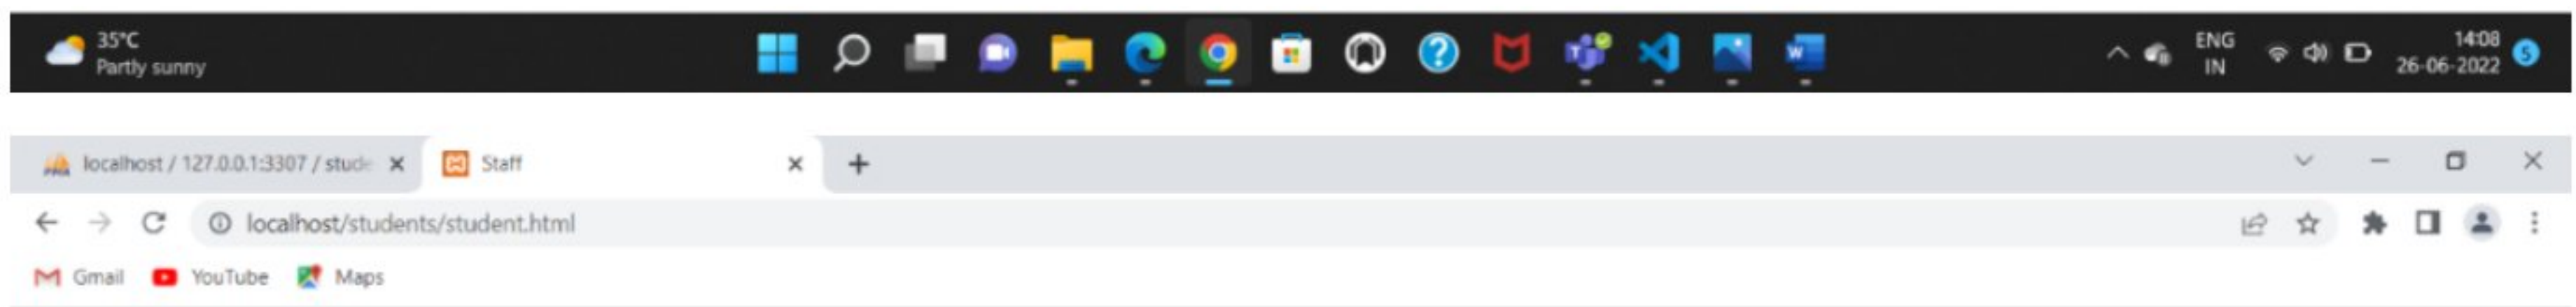 35°C
Partly sunny
ENG
IN
14:08
26-06-2022
5
localhost / 127.0.0.1:3307 / stude
Staff
localhost/students/student.html
Gmail YouTube Maps